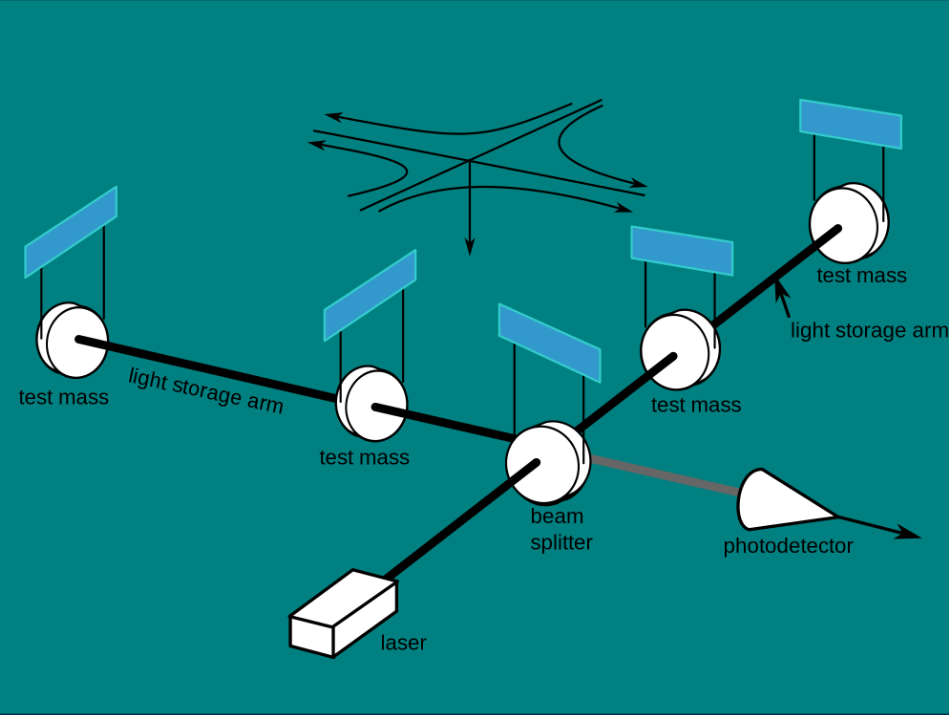 test mass
light storage arm
test mass
light storage arm
test mass
test mass
beam
splitter
photodetector
laser